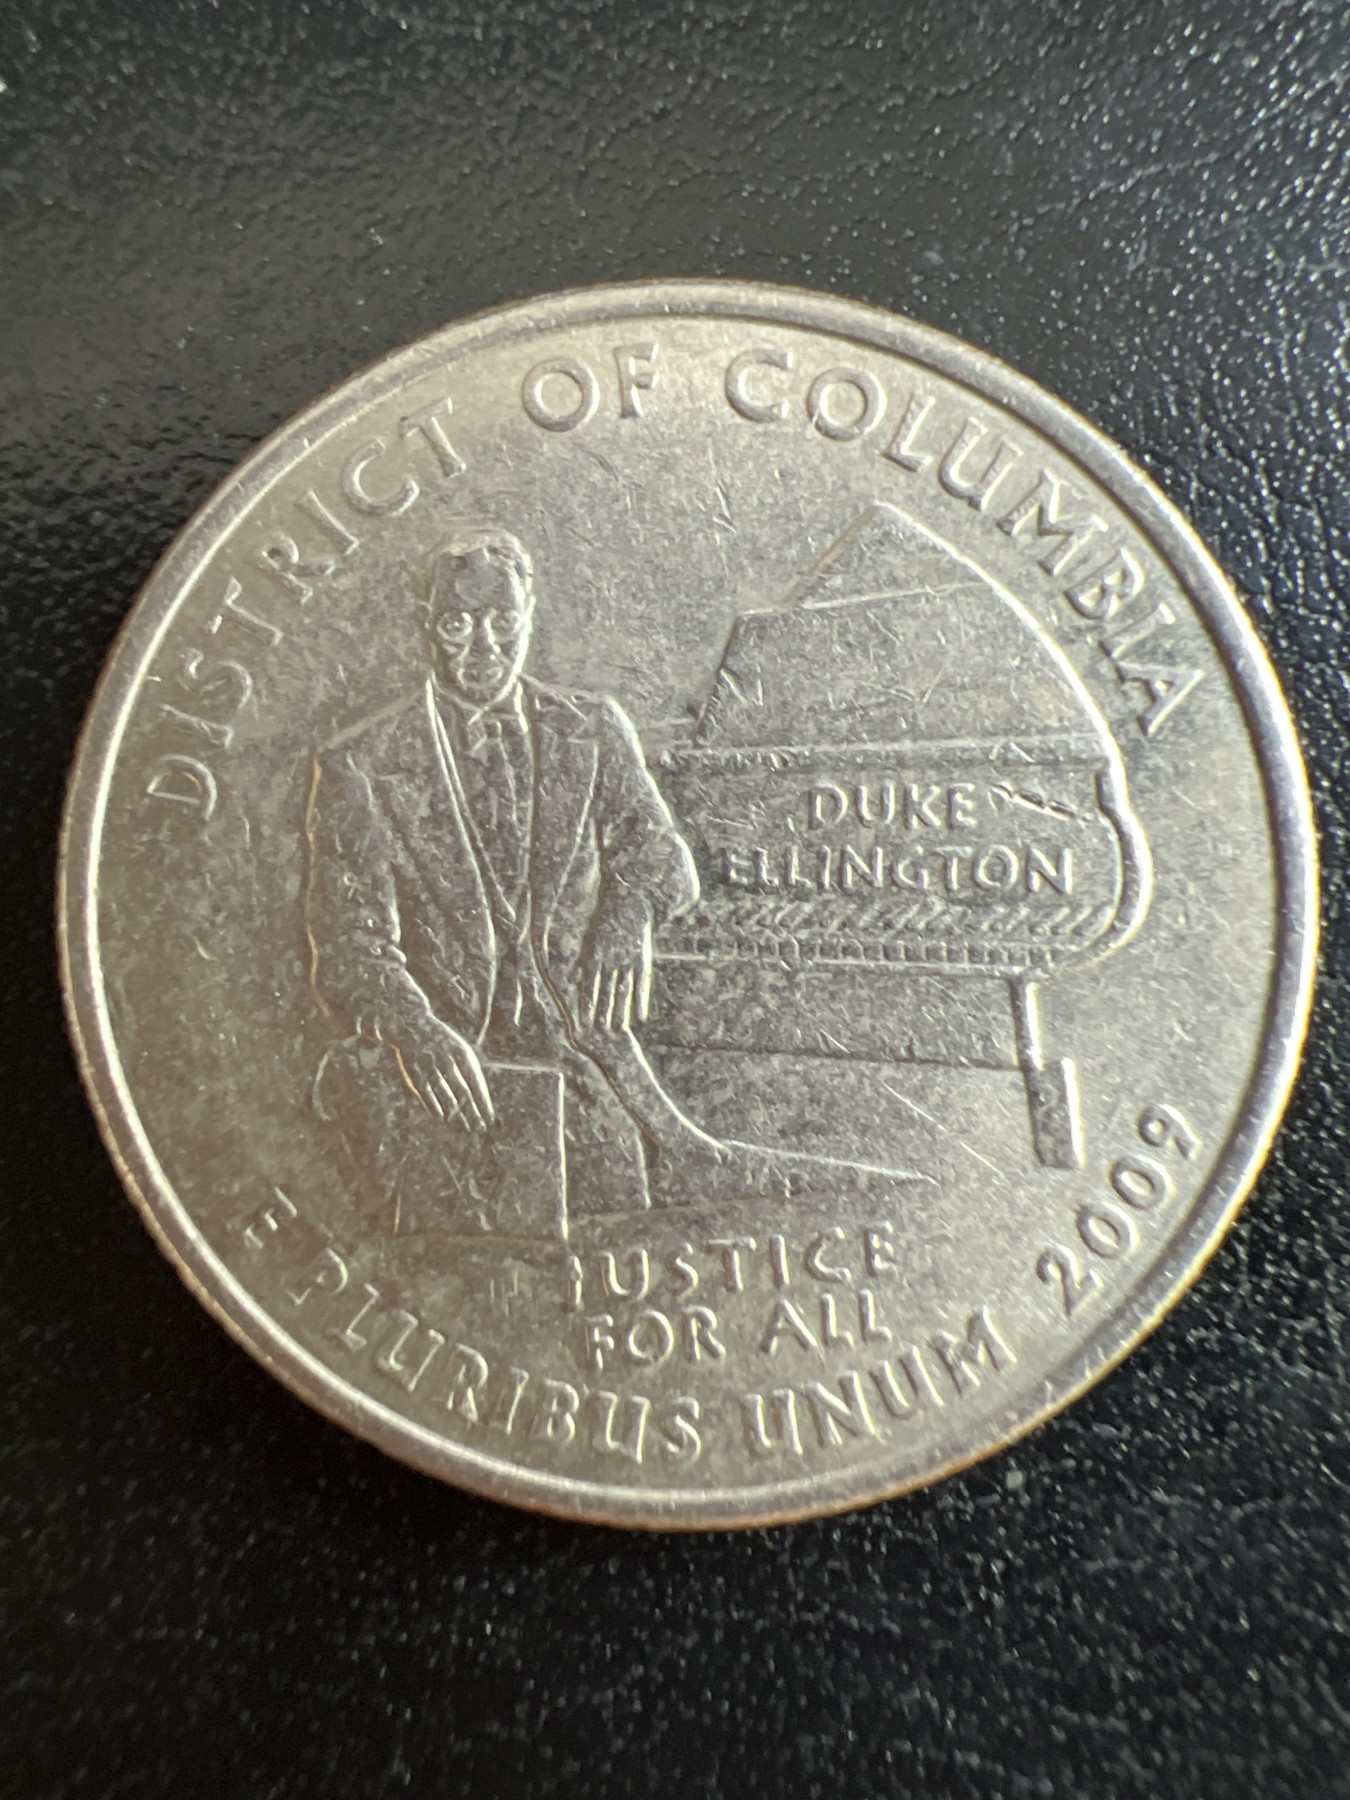 DISTRICT OF COLUMBIA
DUKE
ELLINGTON
JUSTICE
FOR ALL
E PLURIBUS UNUM 2009